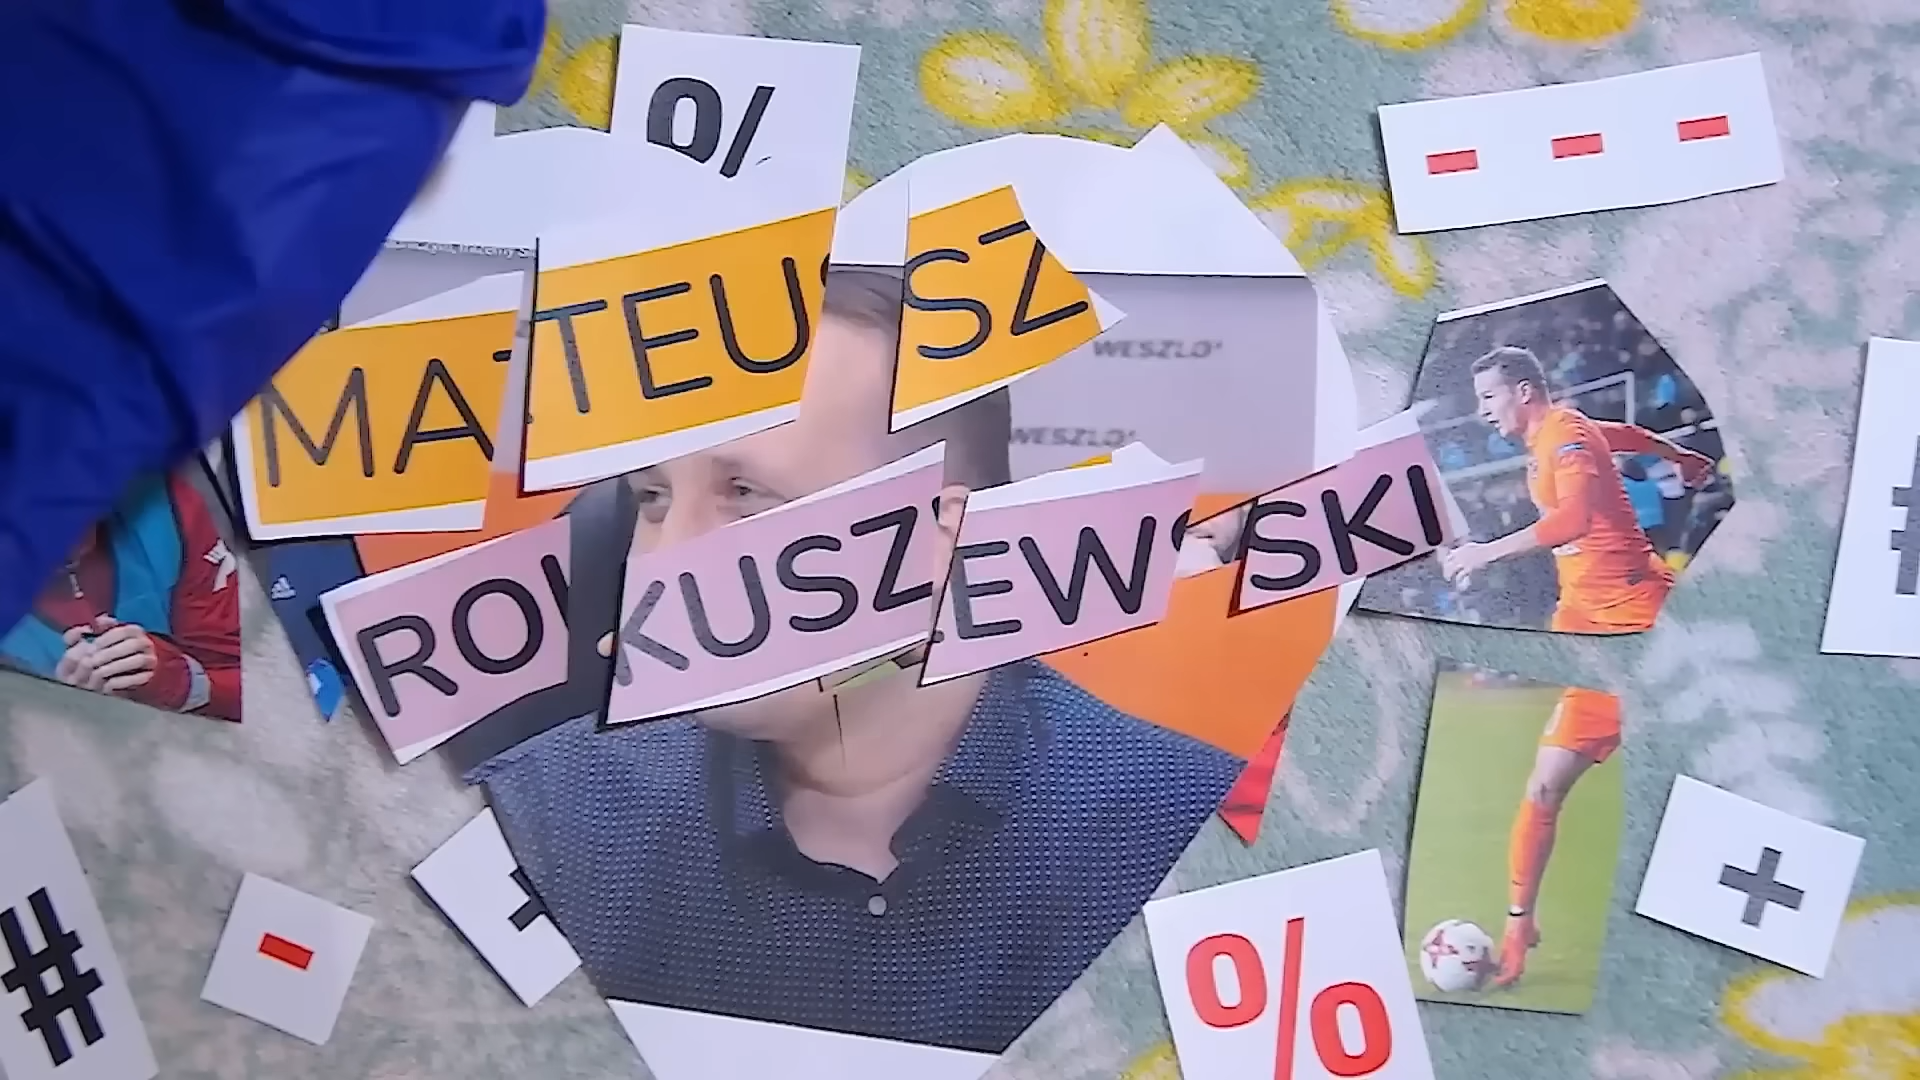 %
- - -
MATEUSZ
WESZLO'
WESZLO'
ROKUSZEWSKI
+
#
-
%